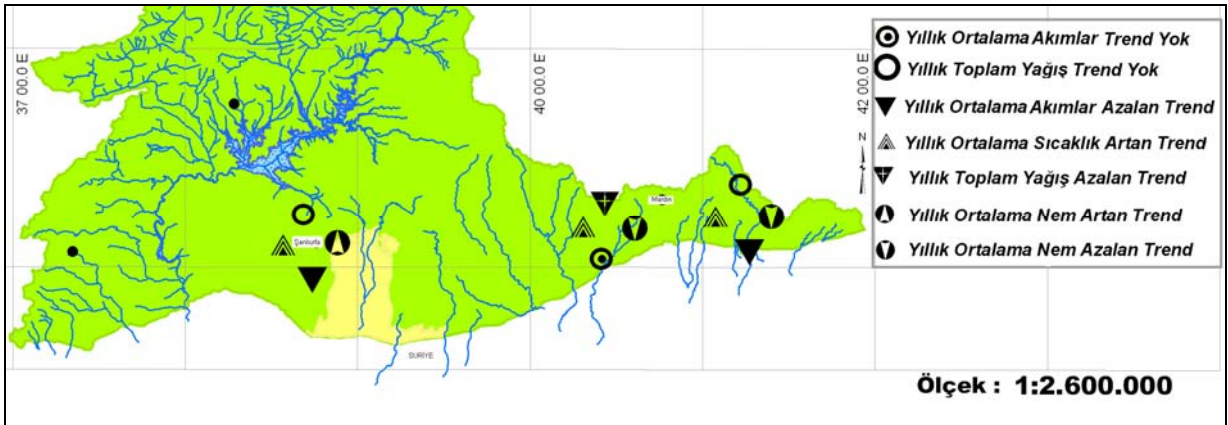 37 00.0 E
40 00.0 E
42 00.0 E
N
Yıllık Ortalama Akımlar Trend Yok
Yıllık Toplam Yağış Trend Yok
Yıllık Ortalama Akımlar Azalan Trend
Yıllık Ortalama Sıcaklık Artan Trend
Yıllık Toplam Yağış Azalan Trend
Yıllık Ortalama Nem Artan Trend
Yıllık Ortalama Nem Azalan Trend
Mardin
Şanlıurfa
SURİYE
Ölçek : 1:2.600.000